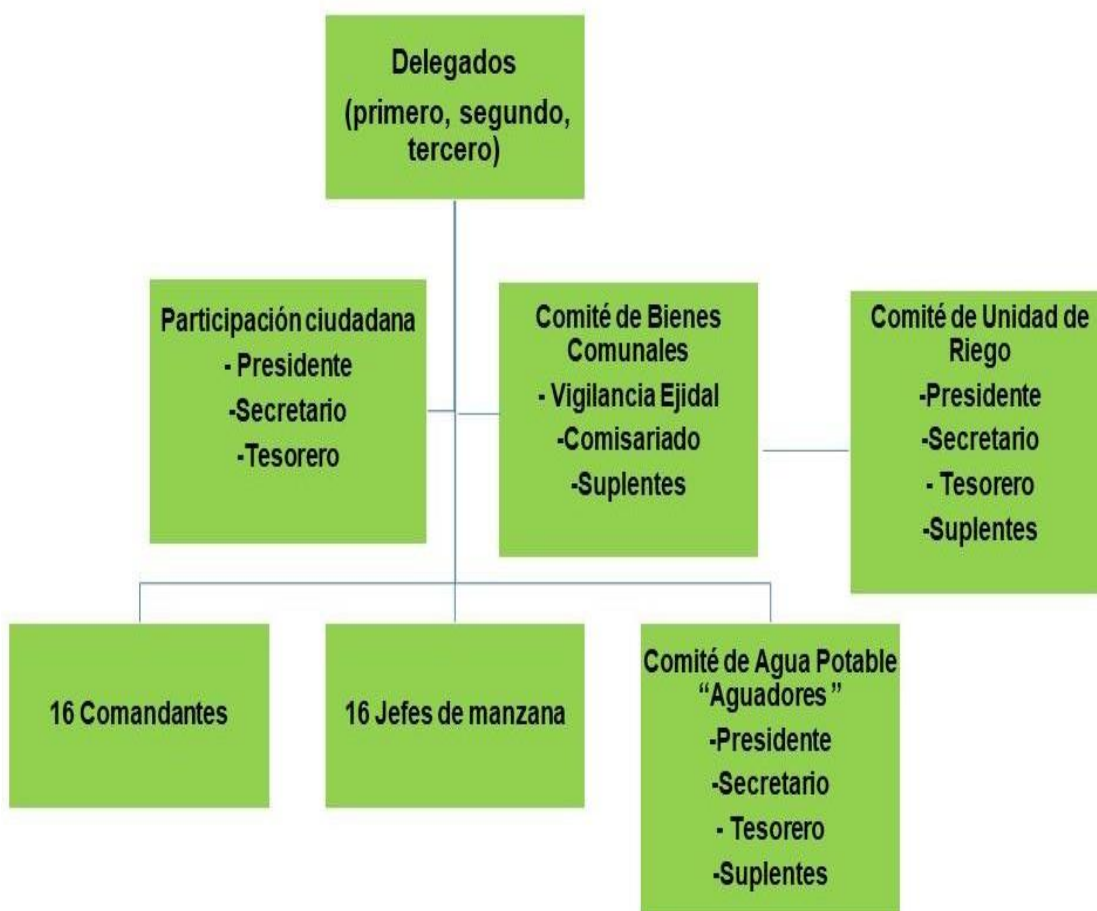 Delegados
(primero, segundo,
tercero)
Participación ciudadana
- Presidente
-Secretario
-Tesorero
Comité de Bienes
Comunales
- Vigilancia Ejidal
-Comisariado
-Suplentes
Comité de Unidad de
Riego
-Presidente
-Secretario
- Tesorero
-Suplentes
16 Comandantes
16 Jefes de manzana
Comité de Agua Potable
“Aguadores ”
-Presidente
-Secretario
- Tesorero
-Suplentes